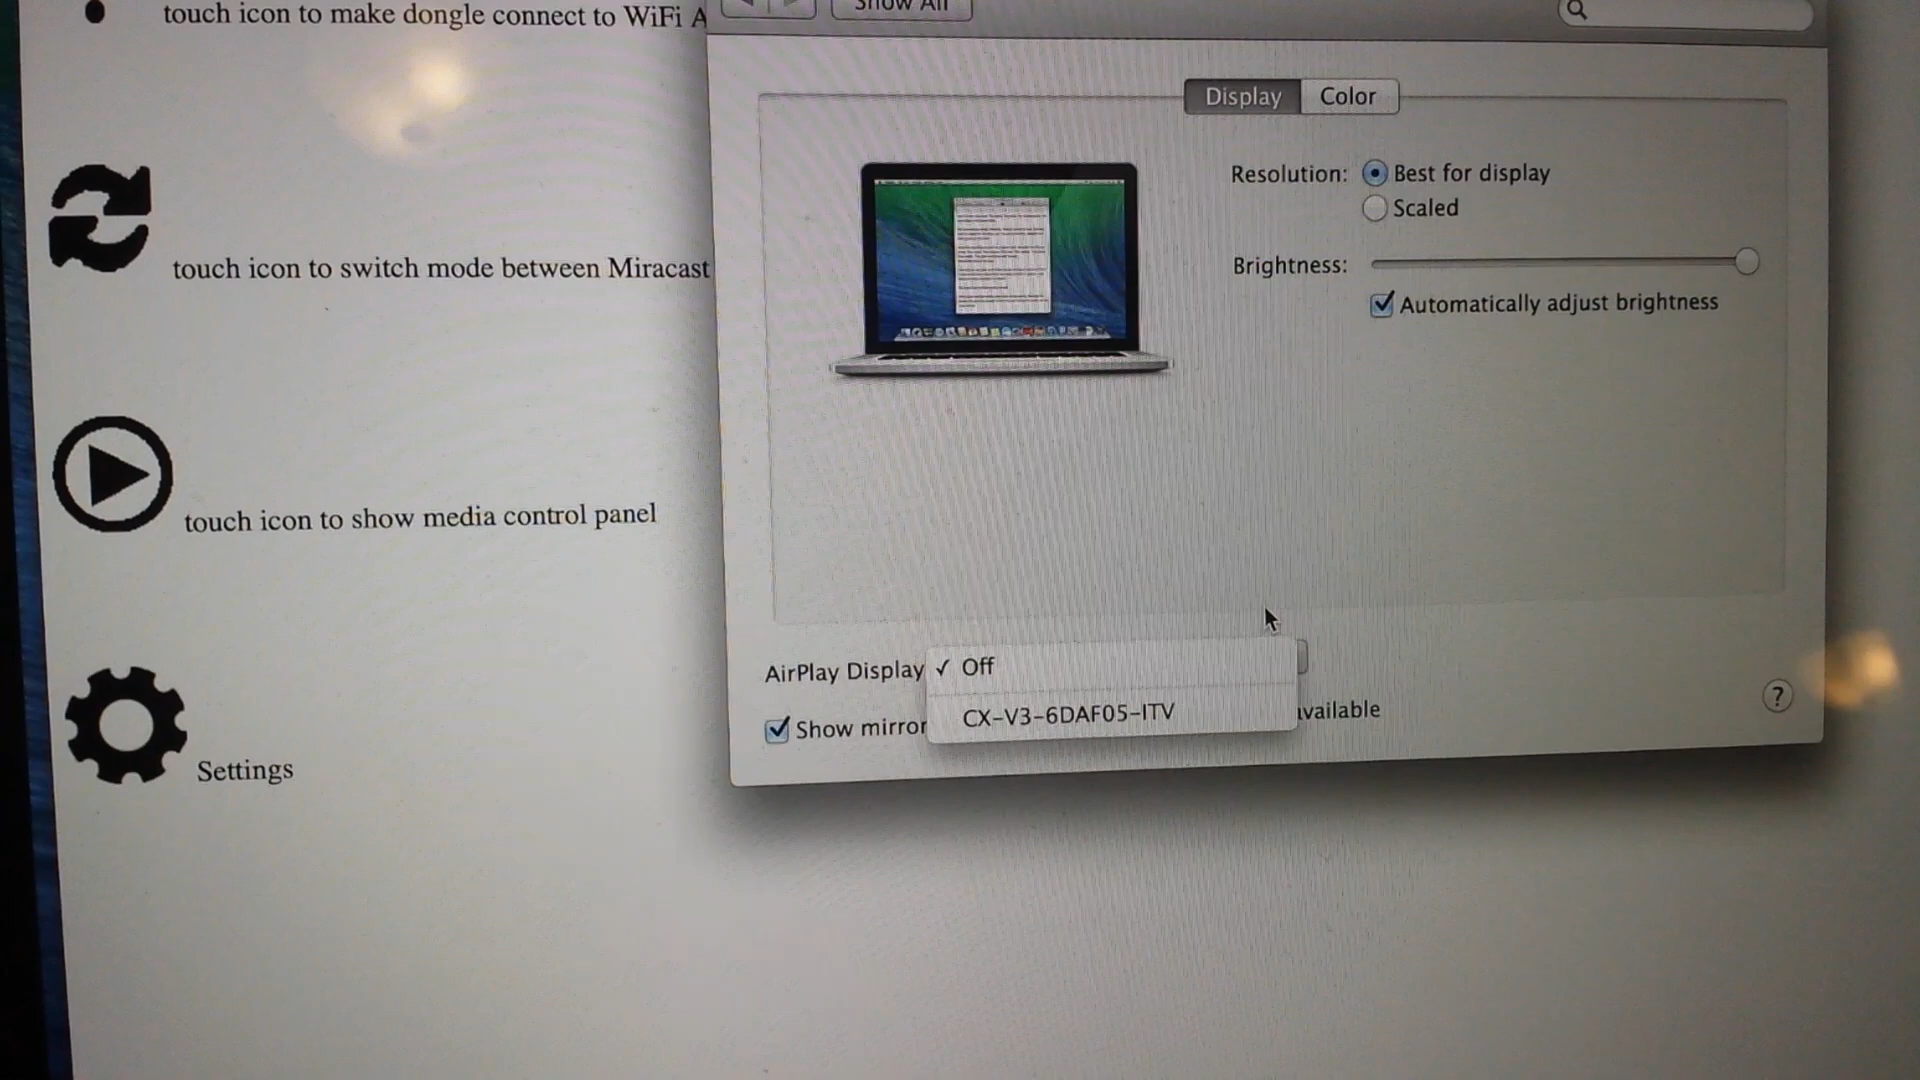 touch icon to make dongle connect to WiFi A
Show All
Display
Color
Resolution:
Best for display
Scaled
touch icon to switch mode between Miracast
Brightness:
Automatically adjust brightness
touch icon to show media control panel
AirPlay Display
✓ Off
CX-V3-6DAF05-ITV
Show mirror
vailable
?
Settings